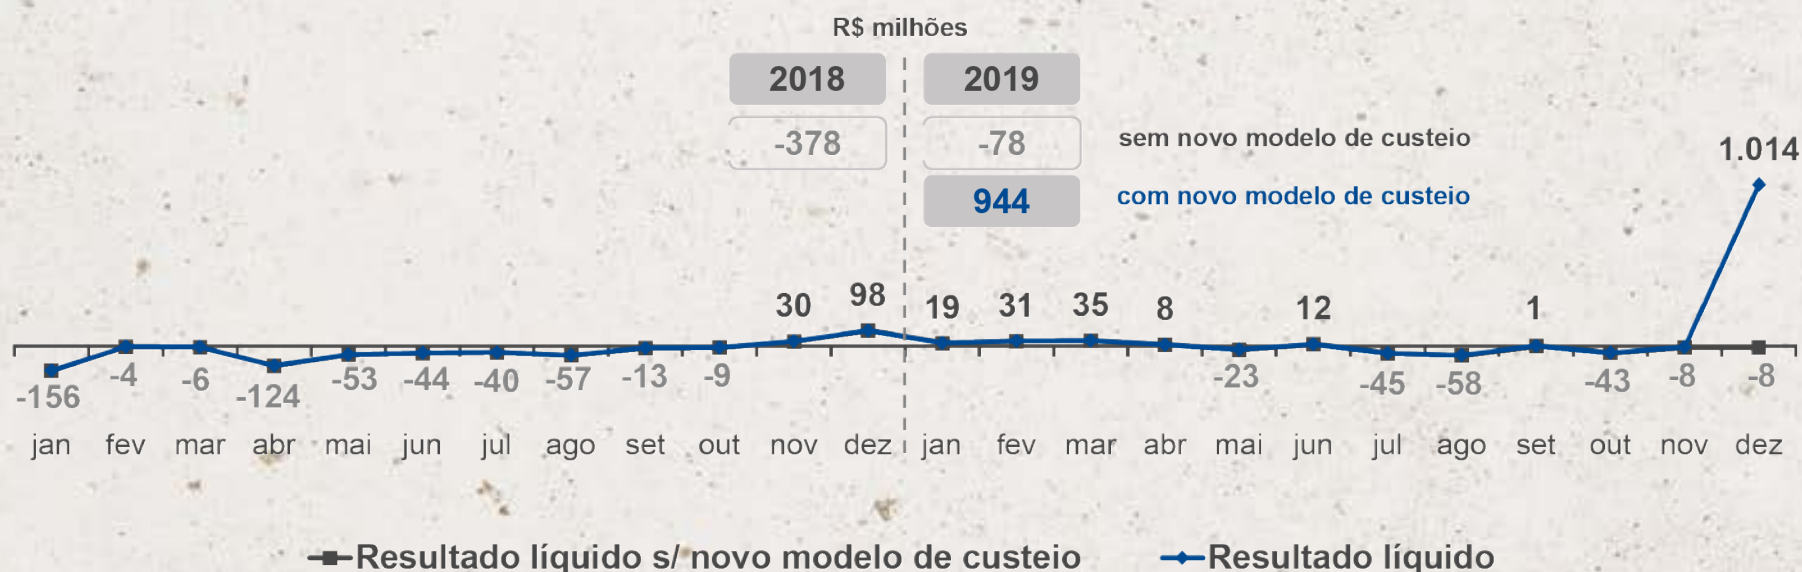 R$ milhões
2018 2019
-378 -78 sem novo modelo de custeio
944 com novo modelo de custeio
1.014
30 98 19 31 35 8 12 1
-156 -4 -6 -124 -53 -44 -40 -57 -13 -9 -23 -45 -58 -43 -8 -8
jan fev mar abr mai jun jul ago set out nov dez jan fev mar abr mai jun jul ago set out nov dez
Resultado líquido s/ novo modelo de custeio Resultado líquido